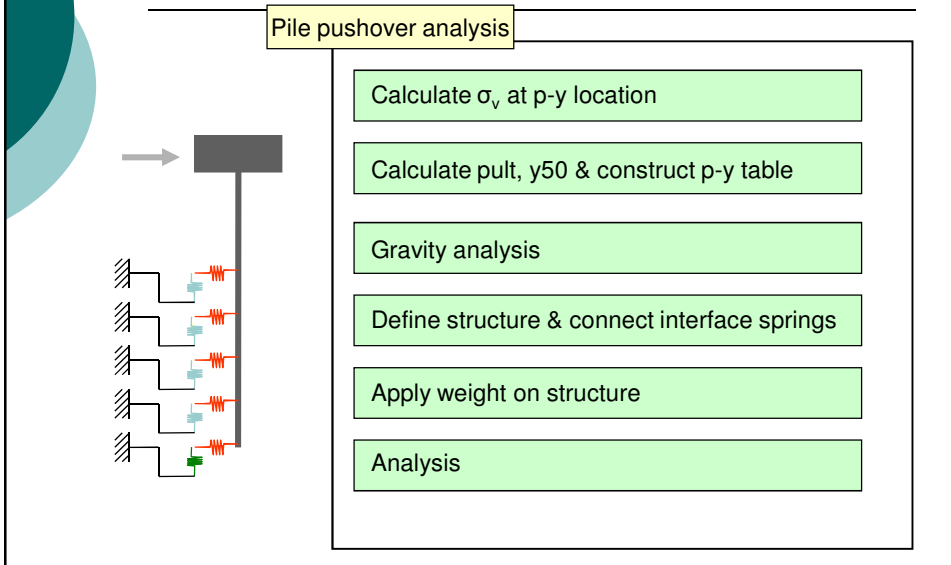 Pile pushover analysis
Calculate σv at p-y location
Calculate pult, y50 & construct p-y table
Gravity analysis
Define structure & connect interface springs
Apply weight on structure
Analysis